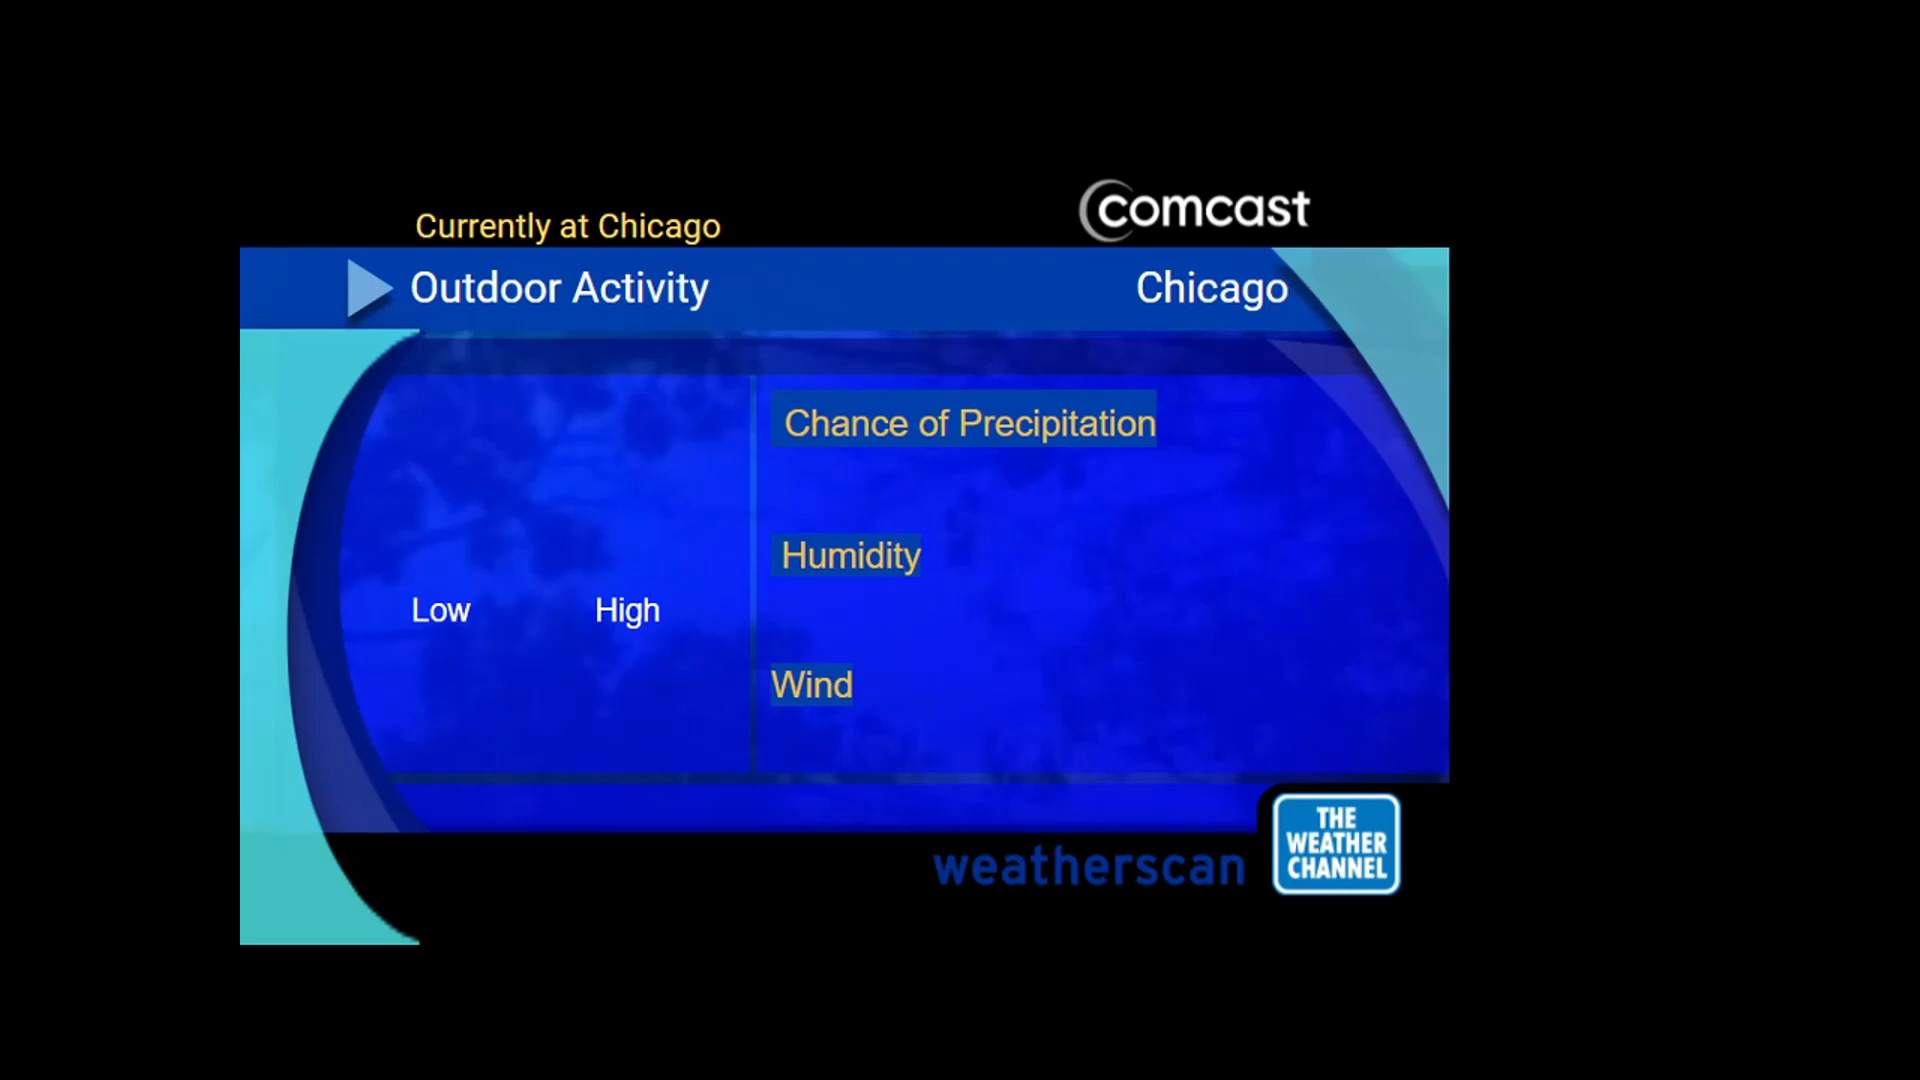 comcast
Currently at Chicago
Outdoor Activity
Chicago
Chance of Precipitation
Humidity
Low
High
Wind
weatherscan
THE
WEATHER
CHANNEL